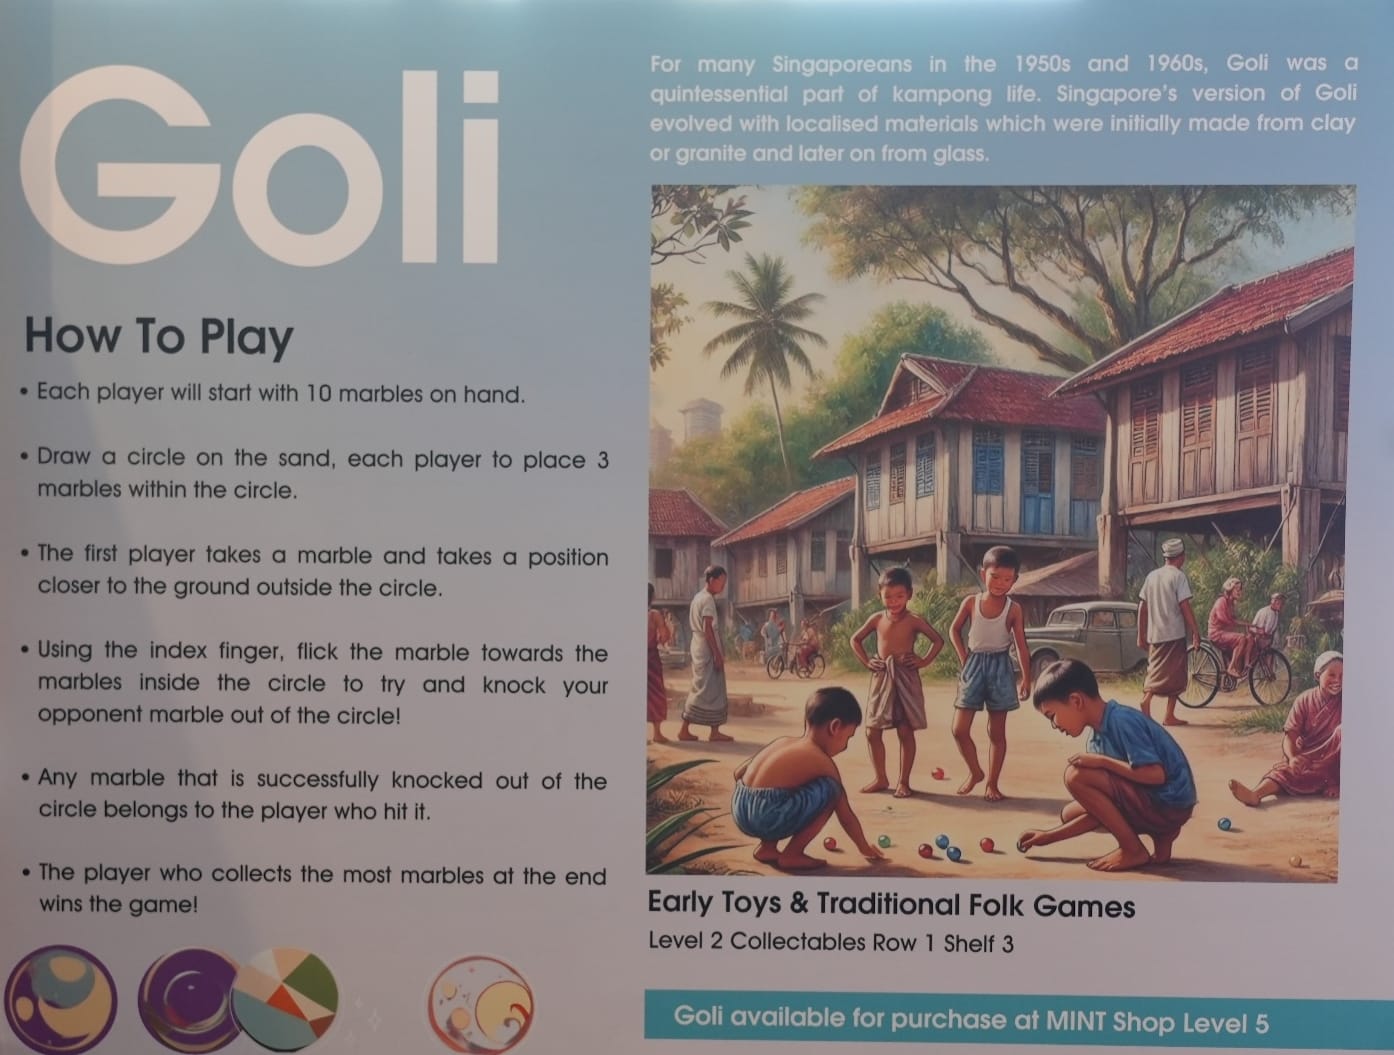 Goli
How To Play
• Each player will start with 10 marbles on hand.
• Draw a circle on the sand, each player to place 3
marbles within the circle.
• The first player takes a marble and takes a position
closer to the ground outside the circle.
• Using the index finger, flick the marble towards the
marbles inside the circle to try and knock your
opponent marble out of the circle!
• Any marble that is successfully knocked out of the
circle belongs to the player who hit it.
• The player who collects the most marbles at the end
wins the game!
For many Singaporeans in the 1950s and 1960s, Goli was a
quintessential part of kampong life. Singapore's version of Goli
evolved with localised materials which were initially made from clay
or granite and later on from glass.
Early Toys & Traditional Folk Games
Level 2 Collectables Row 1 Shelf 3
Goli available for purchase at MINT Shop Level 5